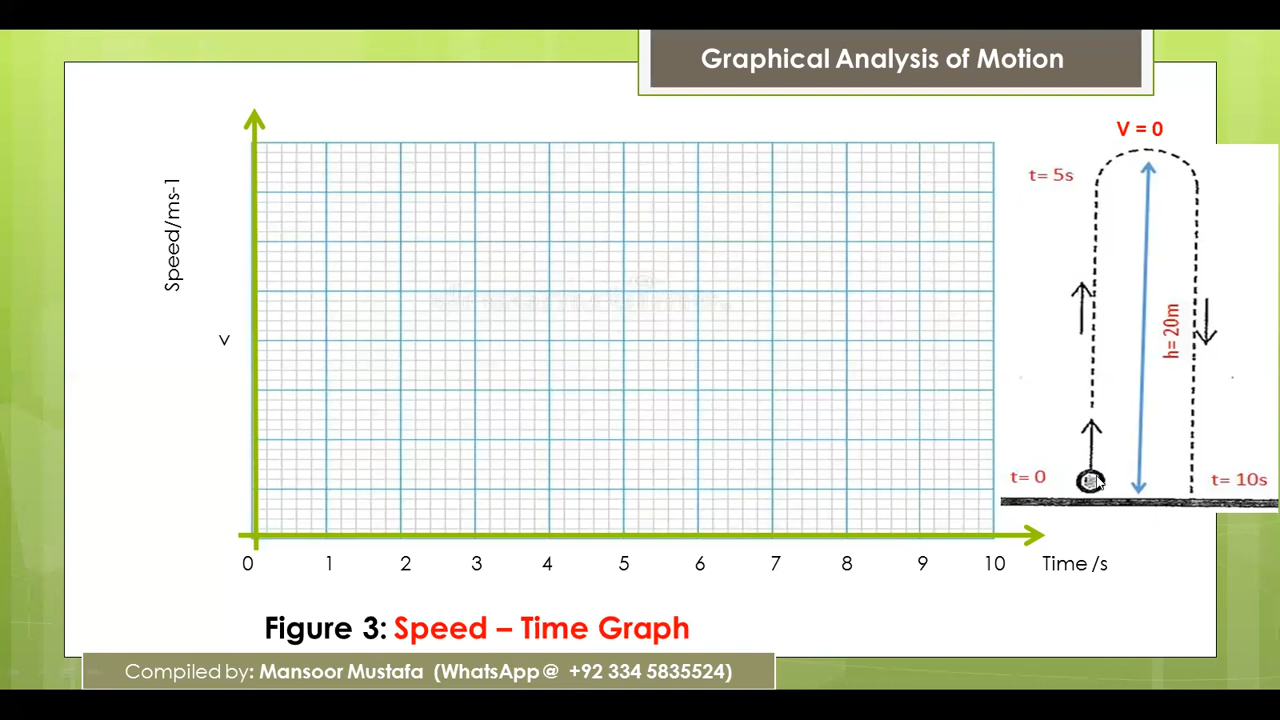 Graphical Analysis of Motion
V = 0
t= 5s
Speed/ms-1
h= 20m
v
t= 0
t= 10s
0 1 2 3 4 5 6 7 8 9 10 Time /s
Figure 3: Speed – Time Graph
Compiled by: Mansoor Mustafa (WhatsApp @ +92 334 5835524)